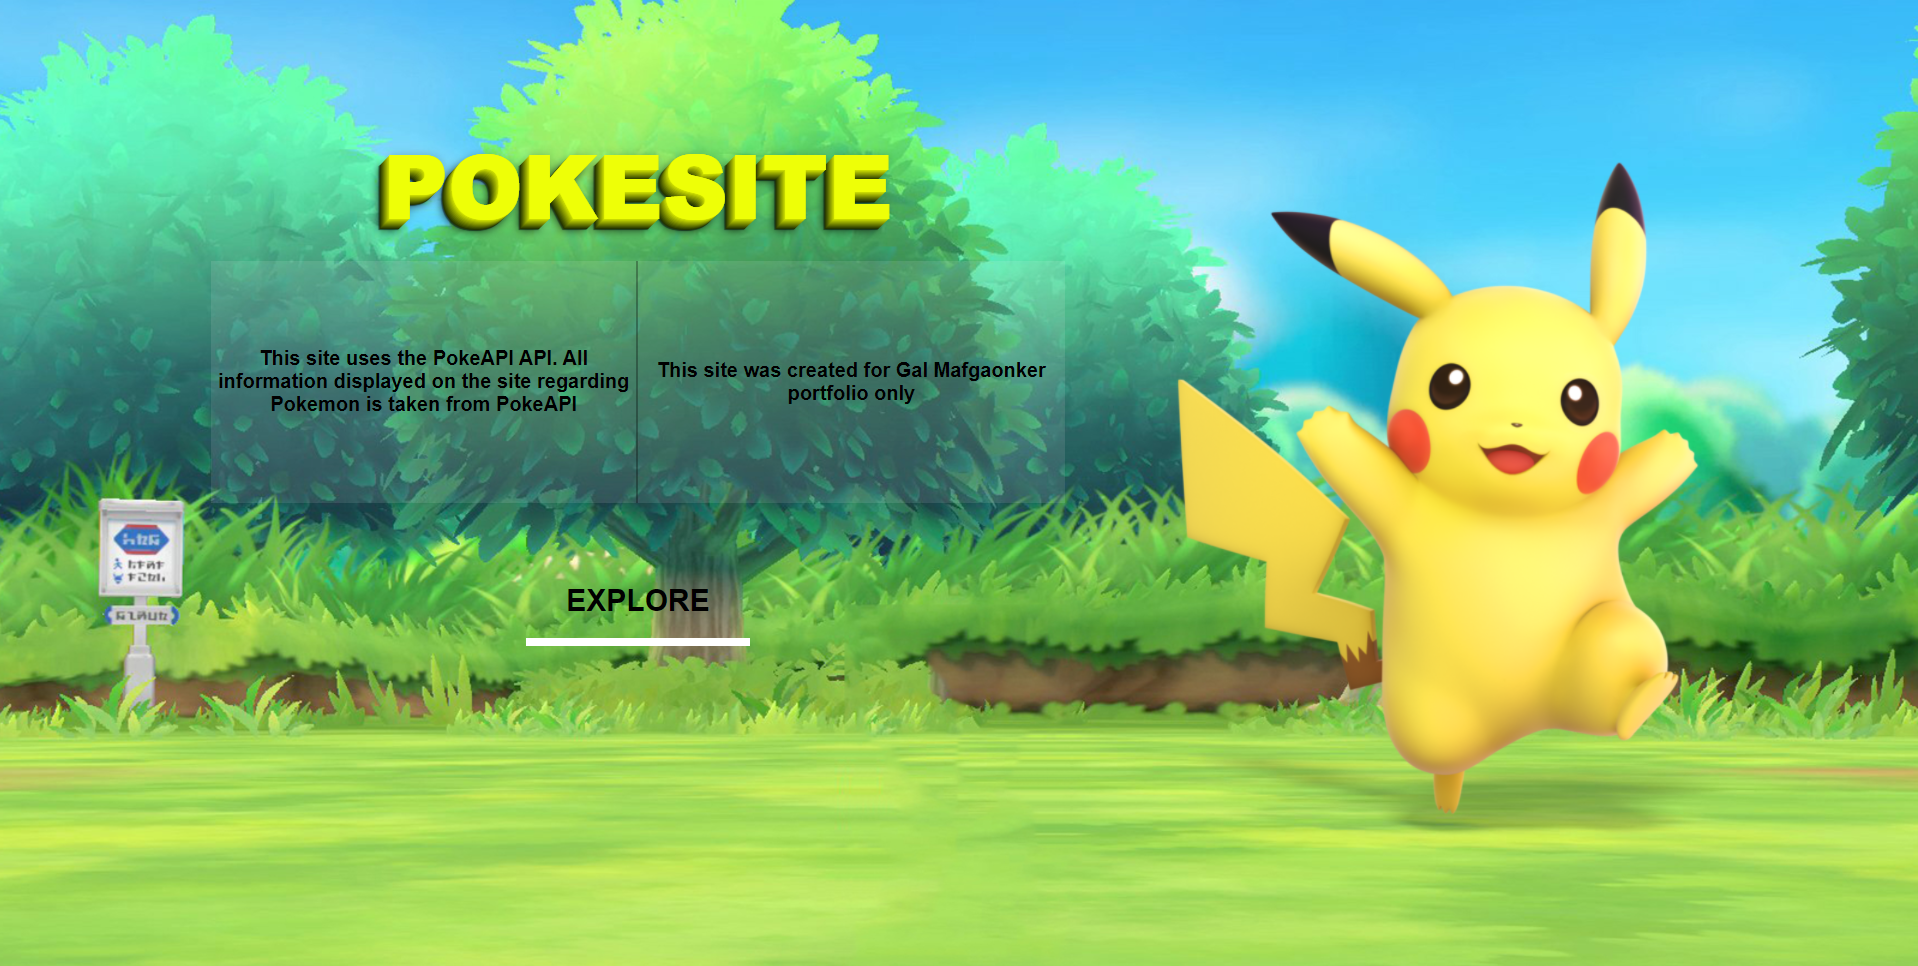 POKESITE
This site uses the PokeAPI API. All
information displayed on the site regarding
Pokemon is taken from PokeAPI
This site was created for Gal Mafgaonker
portfolio only
EXPLORE